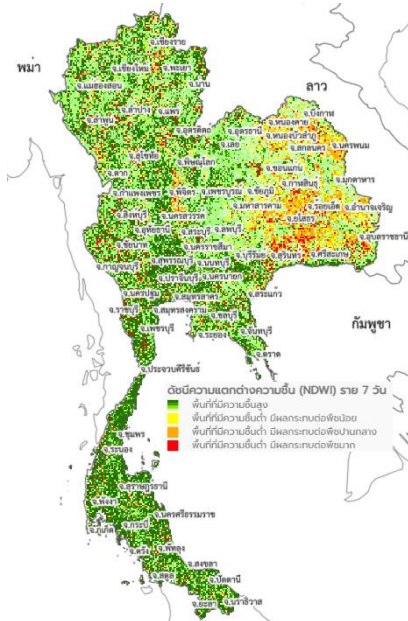 จ.เชียงราย
พม่า
จ.เชียงใหม่ จ.พะเยา
จ.แม่ฮ่องสอน จ.น่าน
ลาว
จ.ลำปาง จ.แพร่
จ.ลำพูน
จ.บึงกาฬ
จ.หนองคาย
จ.อุตรดิตถ์ จ.อุดรธานี จ.หนองบัวลำภู
จ.เลย จ.สกลนคร จ.นครพนม
จ.สุโขทัย จ.พิษณุโลก
จ.ตาก จ.ขอนแก่น จ.มุกดาหาร
จ.กำแพงเพชร จ.พิจิตร จ.เพชรบูรณ์ จ.ชัยภูมิ จ.กาฬสินธุ์
จ.มหาสารคาม จ.ร้อยเอ็ด จ.อำนาจเจริญ
จ.สิงห์บุรี จ.นครสวรรค์ จ.ยโสธร
จ.อุทัยธานี จ.สระบุรี จ.ลพบุรี
จ.ชัยนาท จ.นครราชสีมา จ.อุบลราชธานี
จ.สุพรรณบุรี จ.นนทบุรี จ.บุรีรัมย์ จ.สุรินทร์ จ.ศรีสะเกษ
จ.กาญจนบุรี จ.ปราจีนบุรี จ.นครนายก
จ.นครปฐม จ.สมุทรสาคร จ.สระแก้ว
จ.ราชบุรี จ.สมุทรสงคราม จ.ชลบุรี
กัมพูชา
จ.เพชรบุรี จ.ระยอง จ.จันทบุรี
จ.ตราด
จ.ประจวบคีรีขันธ์
ดัชนีความแตกต่างความชื้น (NDWI) ราย 7 วัน
พื้นที่ที่มีความชื้นสูง
พื้นที่ที่มีความชื้นต่ำ มีผลกระทบต่อพืชน้อย
พื้นที่ที่มีความชื้นต่ำ มีผลกระทบต่อพืชปานกลาง
พื้นที่ที่มีความชื้นต่ำ มีผลกระทบต่อพืชมาก
จ.ชุมพร
จ.ระนอง
จ.สุราษฎร์ธานี
จ.พังงา
จ.นครศรีธรรมราช
จ.ภูเก็ต จ.กระบี่
จ.ตรัง จ.พัทลุง
จ.สงขลา
จ.สตูล จ.ปัตตานี
จ.ยะลา จ.นราธิวาส